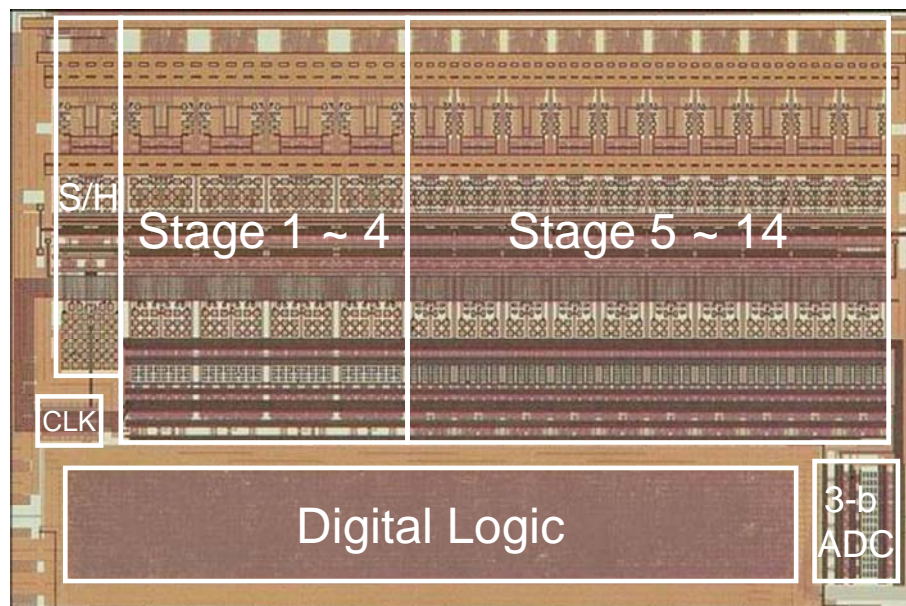 S/H
Stage 1 ~ 4
Stage 5 ~ 14
CLK
Digital Logic
3-b
ADC